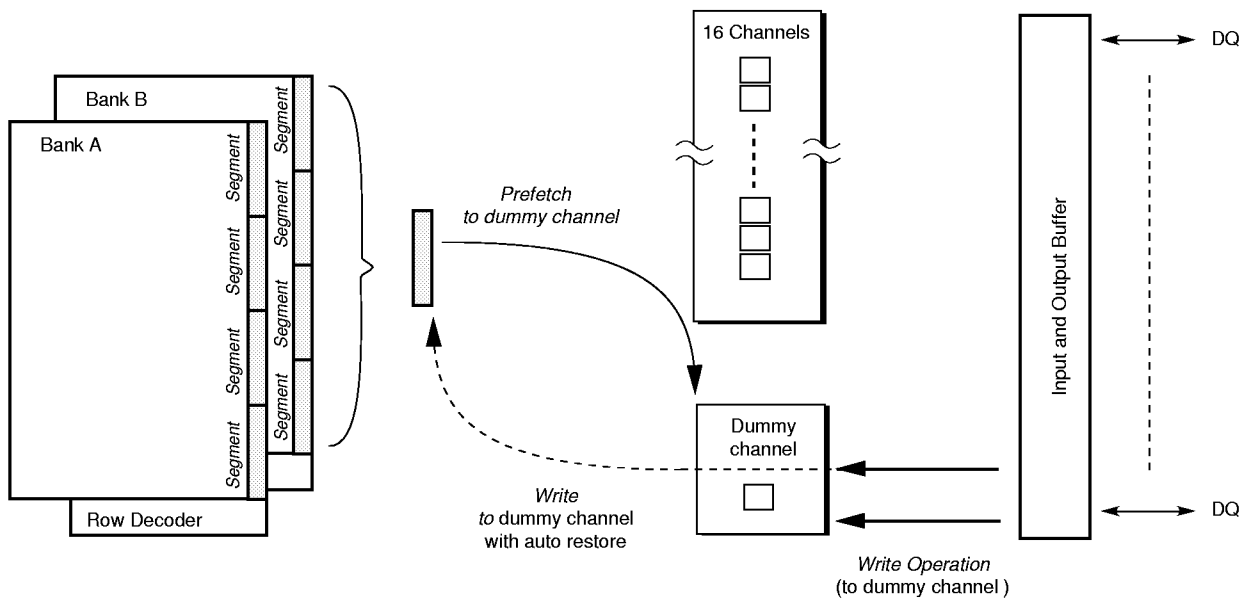 16 Channels
DQ
Bank B
Segment
Bank A
Segment
Segment
Segment
Segment
Segment
Segment
Segment
Prefetch
to dummy channel
Input and Output Buffer
Dummy
channel
Row Decoder
Write
to dummy channel
with auto restore
DQ
Write Operation
(to dummy channel )